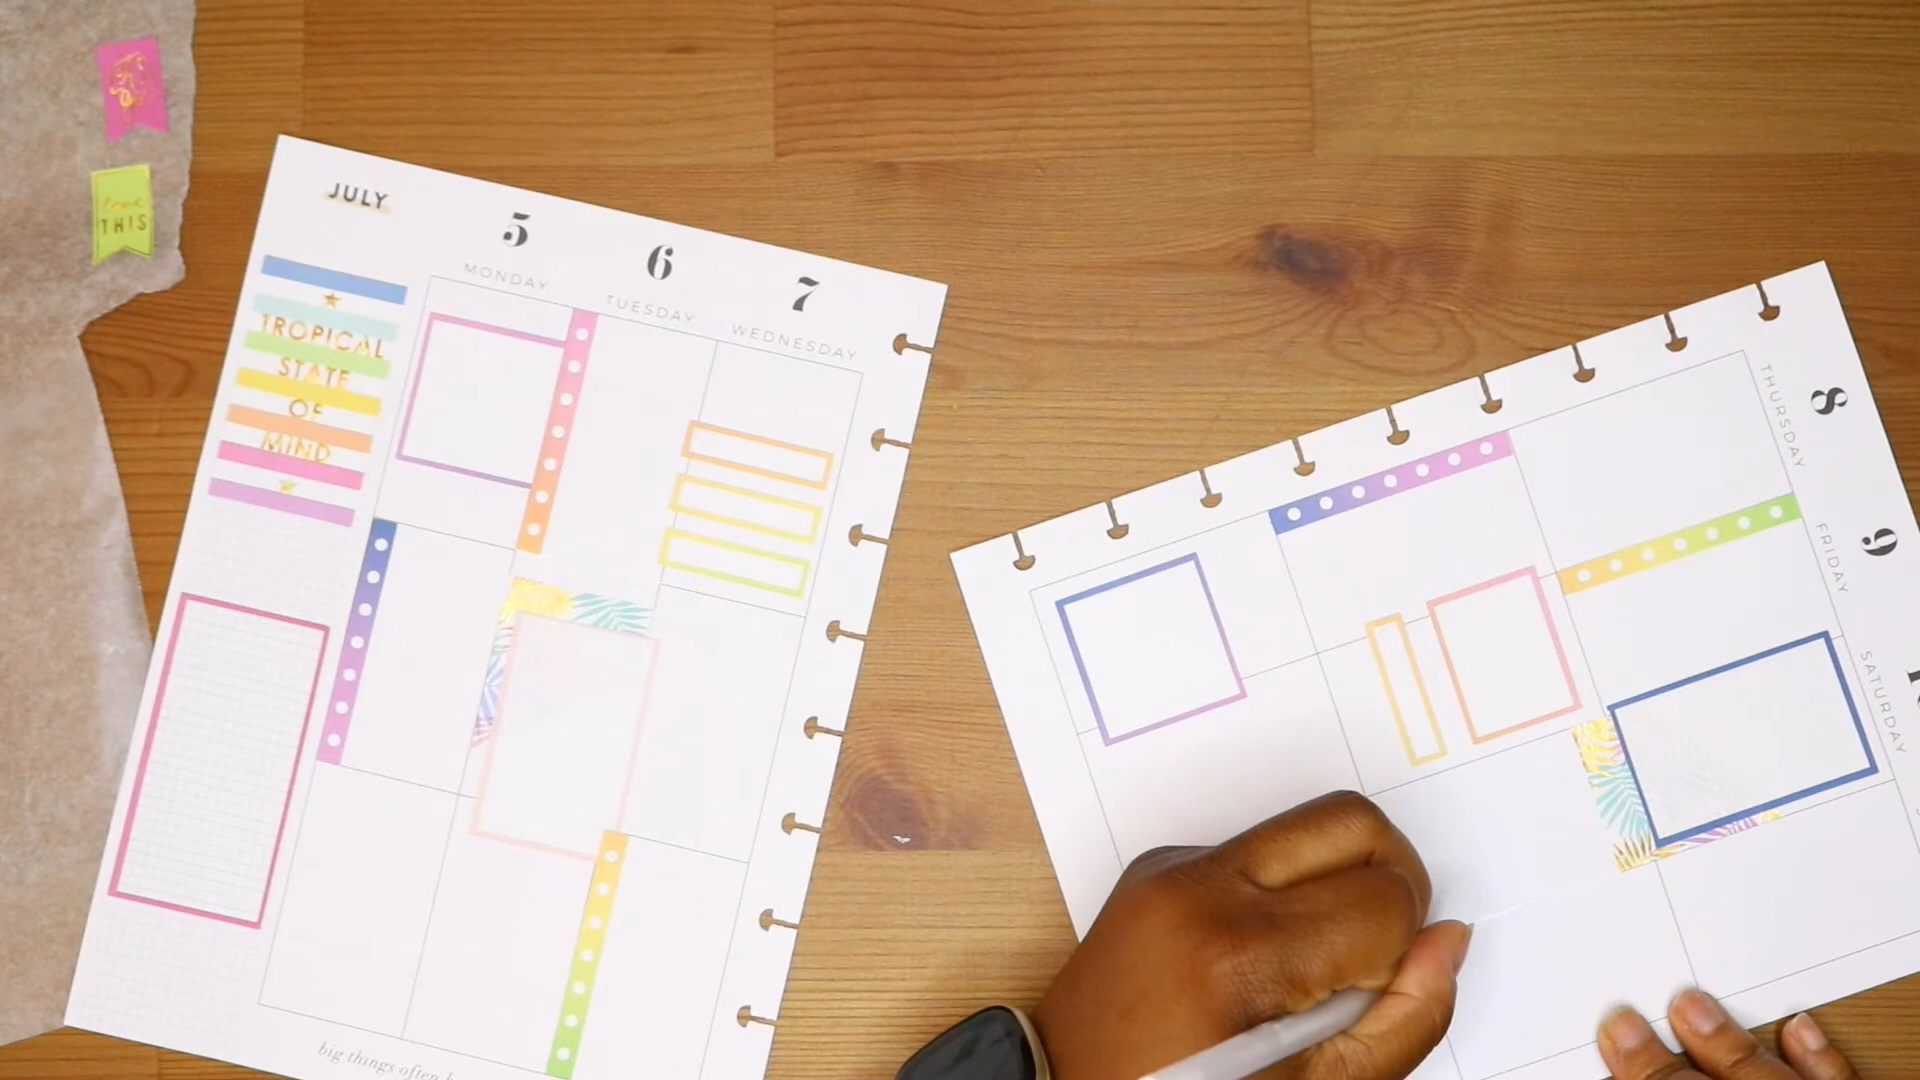 love
THIS
JULY
5
6
7
MONDAY
TUESDAY
WEDNESDAY
TROPICAL
STATE
OF
MIND
big things often
8
9
THURSDAY
FRIDAY
SATURDAY